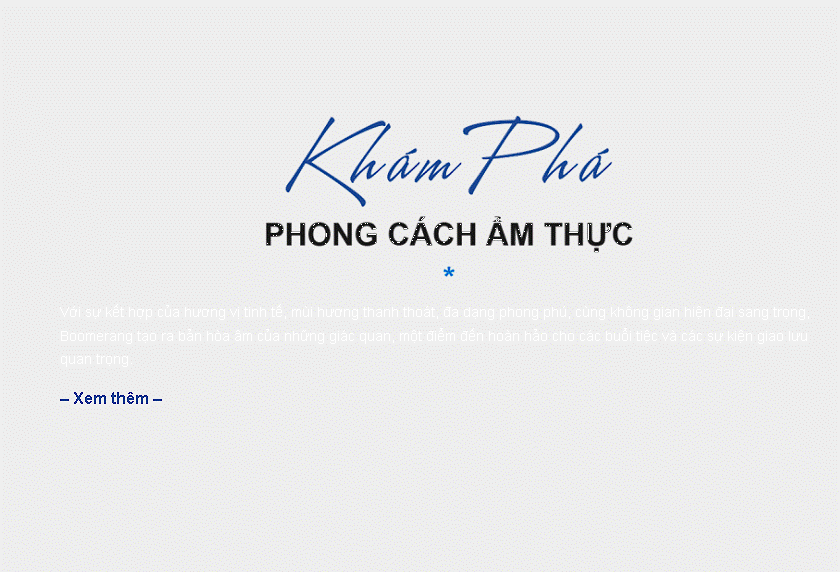 Khám Phá
PHONG CÁCH ẨM THỰC
*
Với sự kết hợp của hương vị tinh tế, mùi hương thanh thoát, đa dạng phong phú, cùng không gian hiện đại sang trọng,
Boomerang tạo ra bản hòa âm của những giác quan, một điểm đến hoàn hảo cho các buổi tiệc và các sự kiện giao lưu
quan trọng.
– Xem thêm –